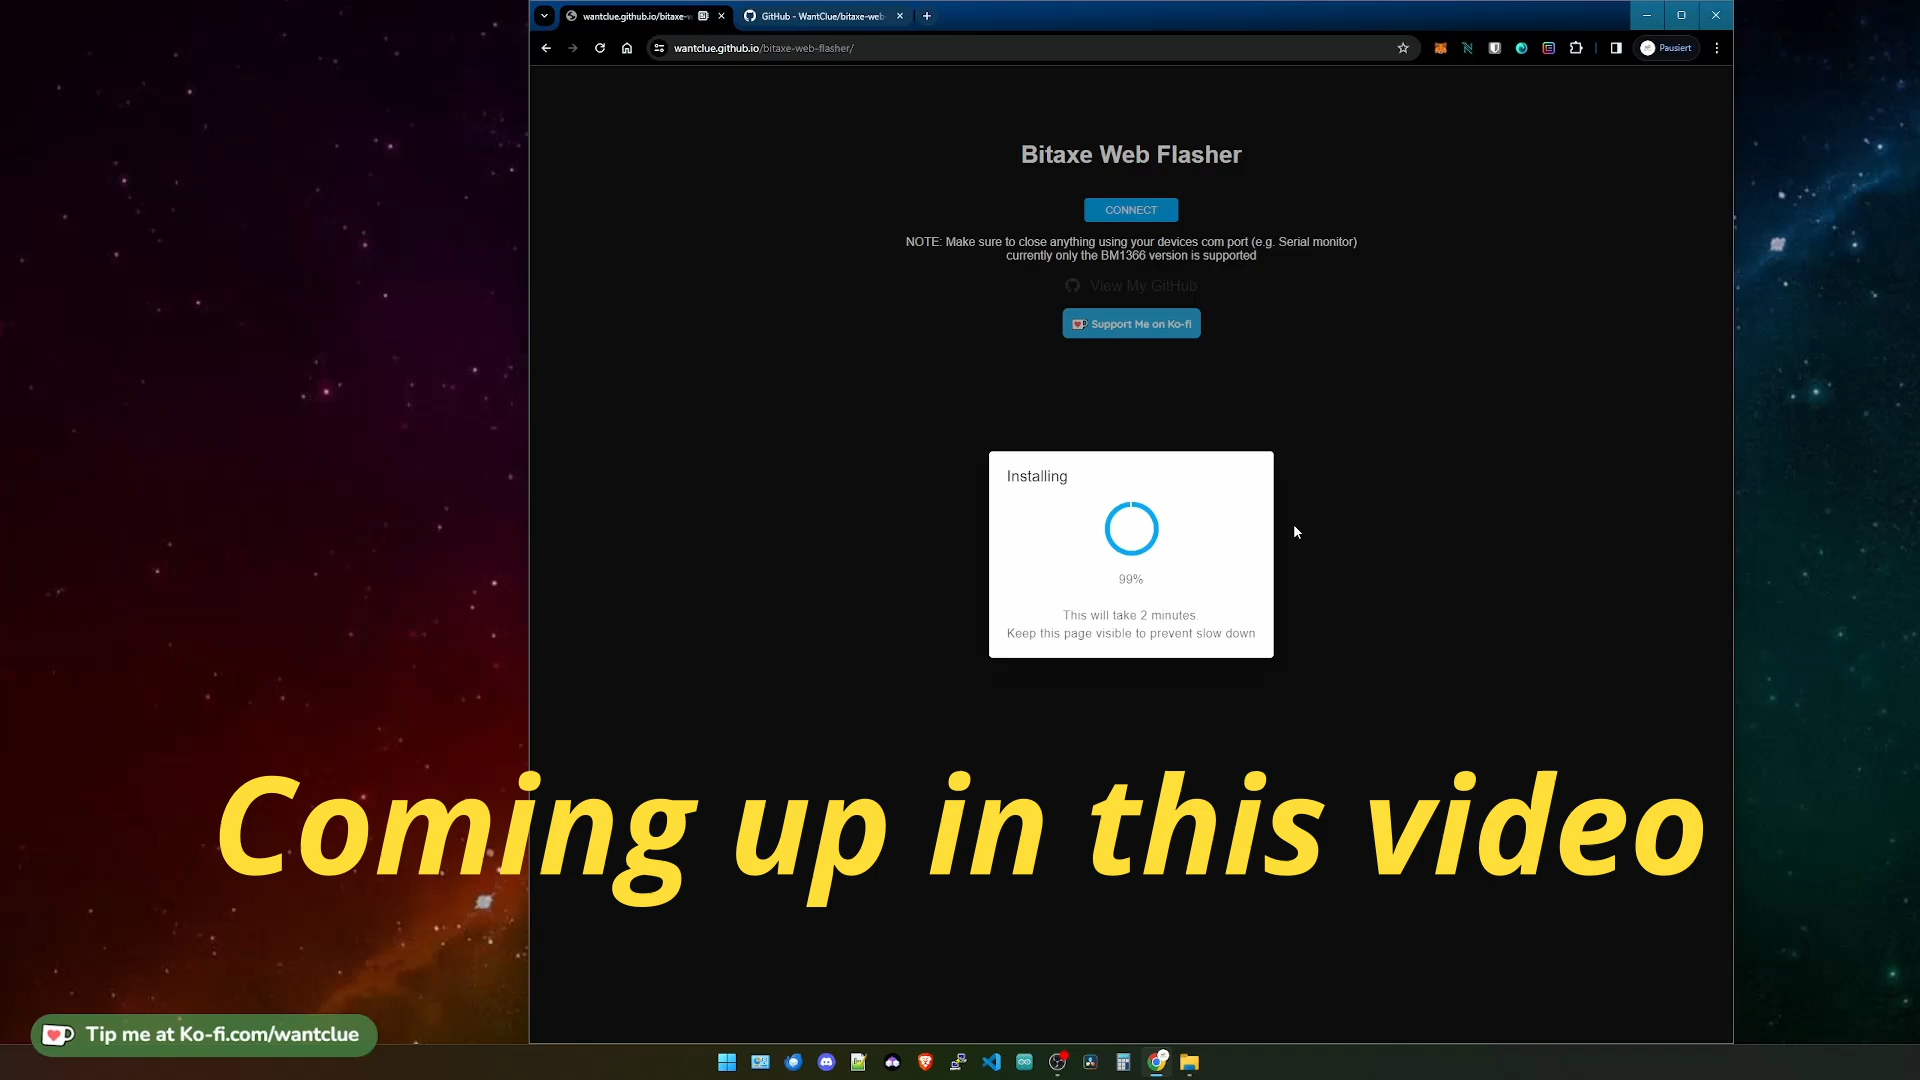 wantclue.github.io/bitaxe-w
GitHub - WantClue/bitaxe-web-
wantclue.github.io/bitaxe-web-flasher/
Pausiert
Bitaxe Web Flasher
CONNECT
NOTE: Make sure to close anything using your devices com port (e.g. Serial monitor)
currently only the BM1366 version is supported
View My GitHub
Support Me on Ko-fi
Installing
99%
This will take 2 minutes.
Keep this page visible to prevent slow down
Coming up in this video
Tip me at Ko-fi.com/wantclue